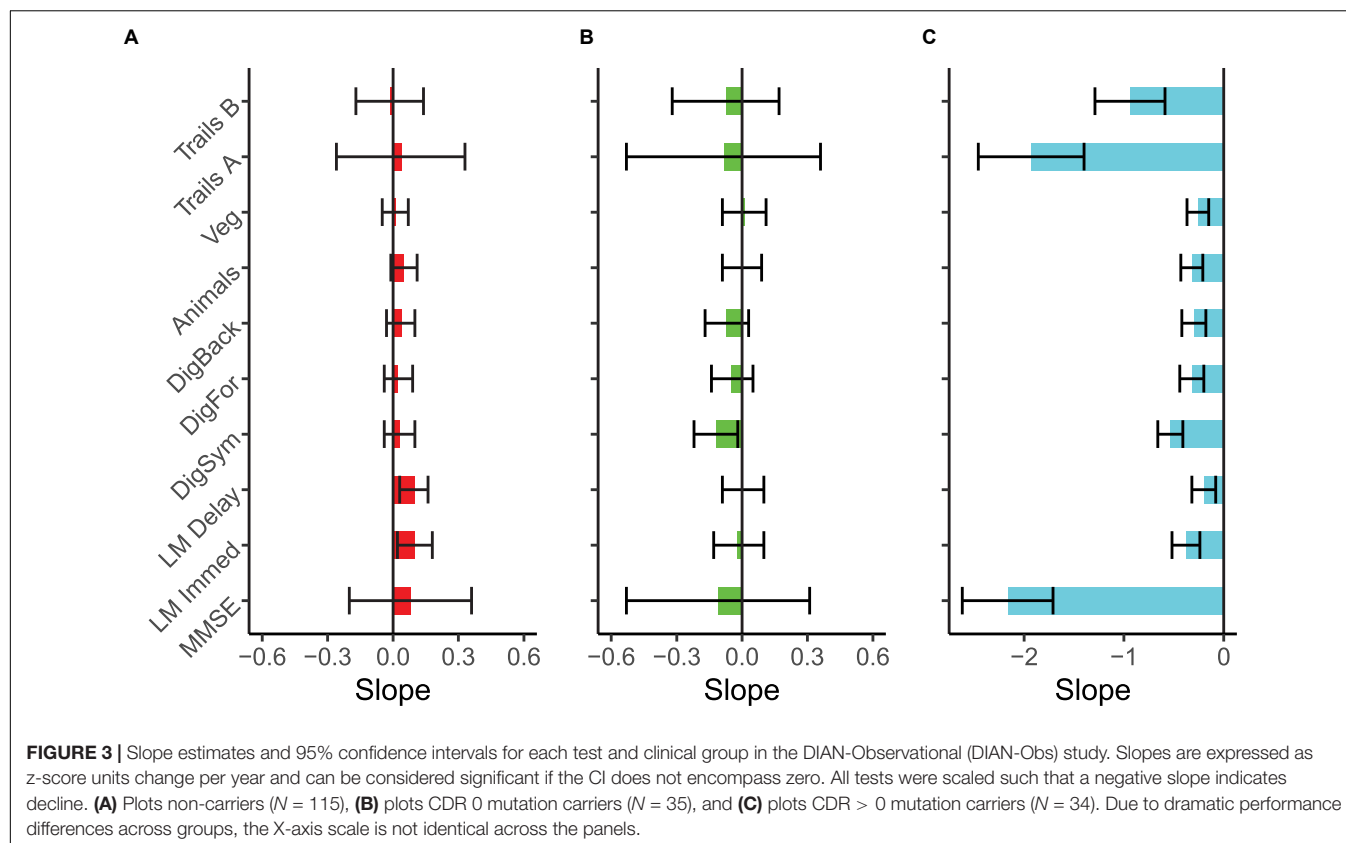 A
B
C
Trails B
Trails A
Veg
Animals
DigBack
DigFor
DigSym
LM Delay
LM Immed
MMSE
−0.6 −0.3 0.0 0.3 0.6
−0.6 −0.3 0.0 0.3 0.6
−2 −1 0
Slope
Slope
Slope
FIGURE 3 | Slope estimates and 95% confidence intervals for each test and clinical group in the DIAN-Observational (DIAN-Obs) study. Slopes are expressed as
z-score units change per year and can be considered significant if the CI does not encompass zero. All tests were scaled such that a negative slope indicates
decline. (A) Plots non-carriers (N = 115), (B) plots CDR 0 mutation carriers (N = 35), and (C) plots CDR > 0 mutation carriers (N = 34). Due to dramatic performance
differences across groups, the X-axis scale is not identical across the panels.